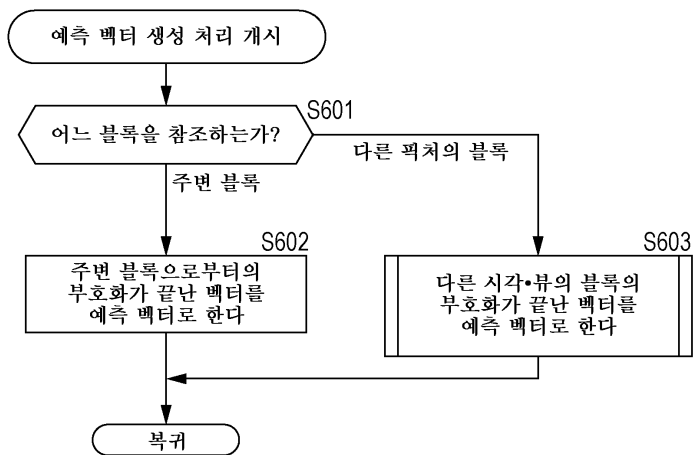 예측 벡터 생성 처리 개시
S601
어느 블록을 참조하는가?
다른 픽처의 블록
주변 블록
S602
주변 블록으로부터의
부호화가 끝난 벡터를
예측 벡터로 한다
S603
다른 시각•뷰의 블록의
부호화가 끝난 벡터를
예측 벡터로 한다
복귀